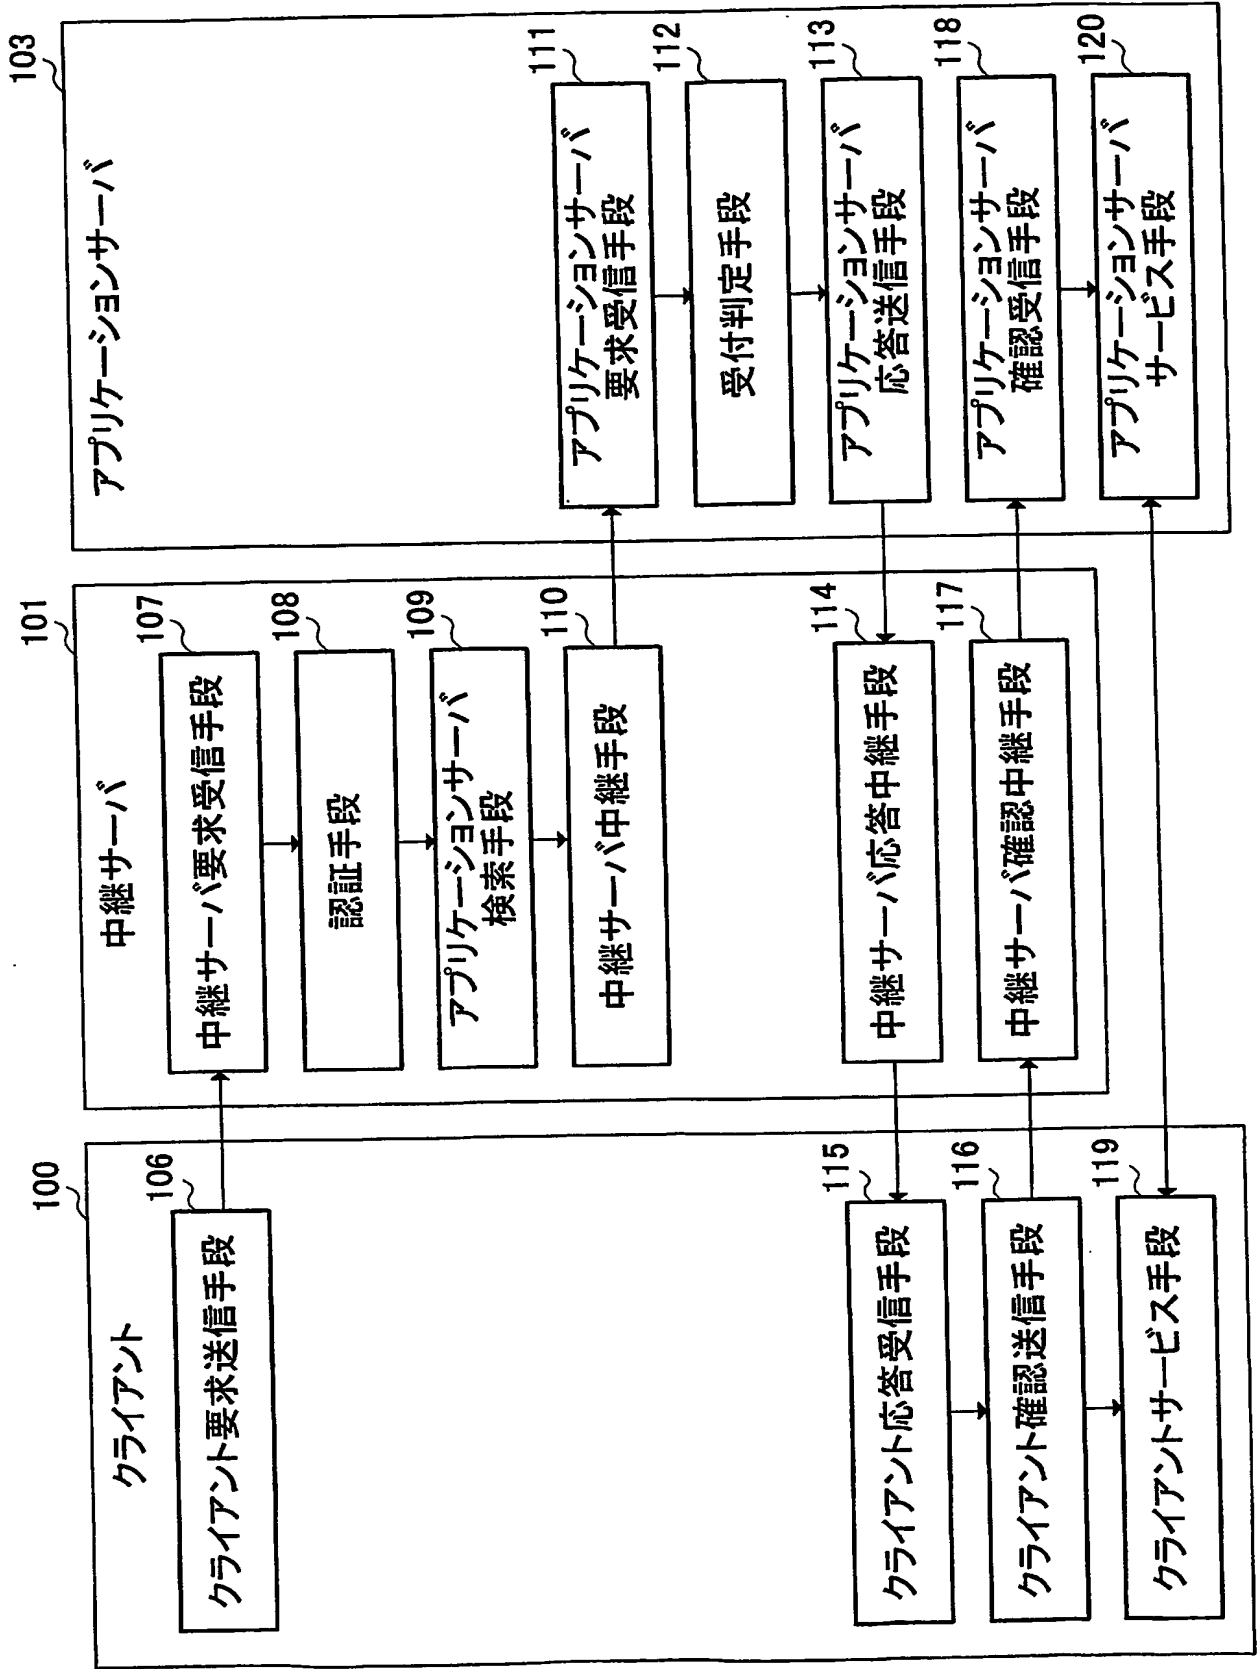 クライアント
100
106
クライアント要求送信手段
115
クライアント応答受信手段
116
クライアント確認送信手段
119
クライアントサービス手段
中継サーバ
101
107
中継サーバ要求受信手段
108
認証手段
109
アプリケーションサーバ
検索手段
110
中継サーバ中継手段
114
中継サーバ応答中継手段
117
中継サーバ確認中継手段
アプリケーションサーバ
103
111
アプリケーションサーバ
要求受信手段
112
受付判定手段
113
アプリケーションサーバ
応答送信手段
118
アプリケーションサーバ
確認受信手段
120
アプリケーションサーバ
サービス手段